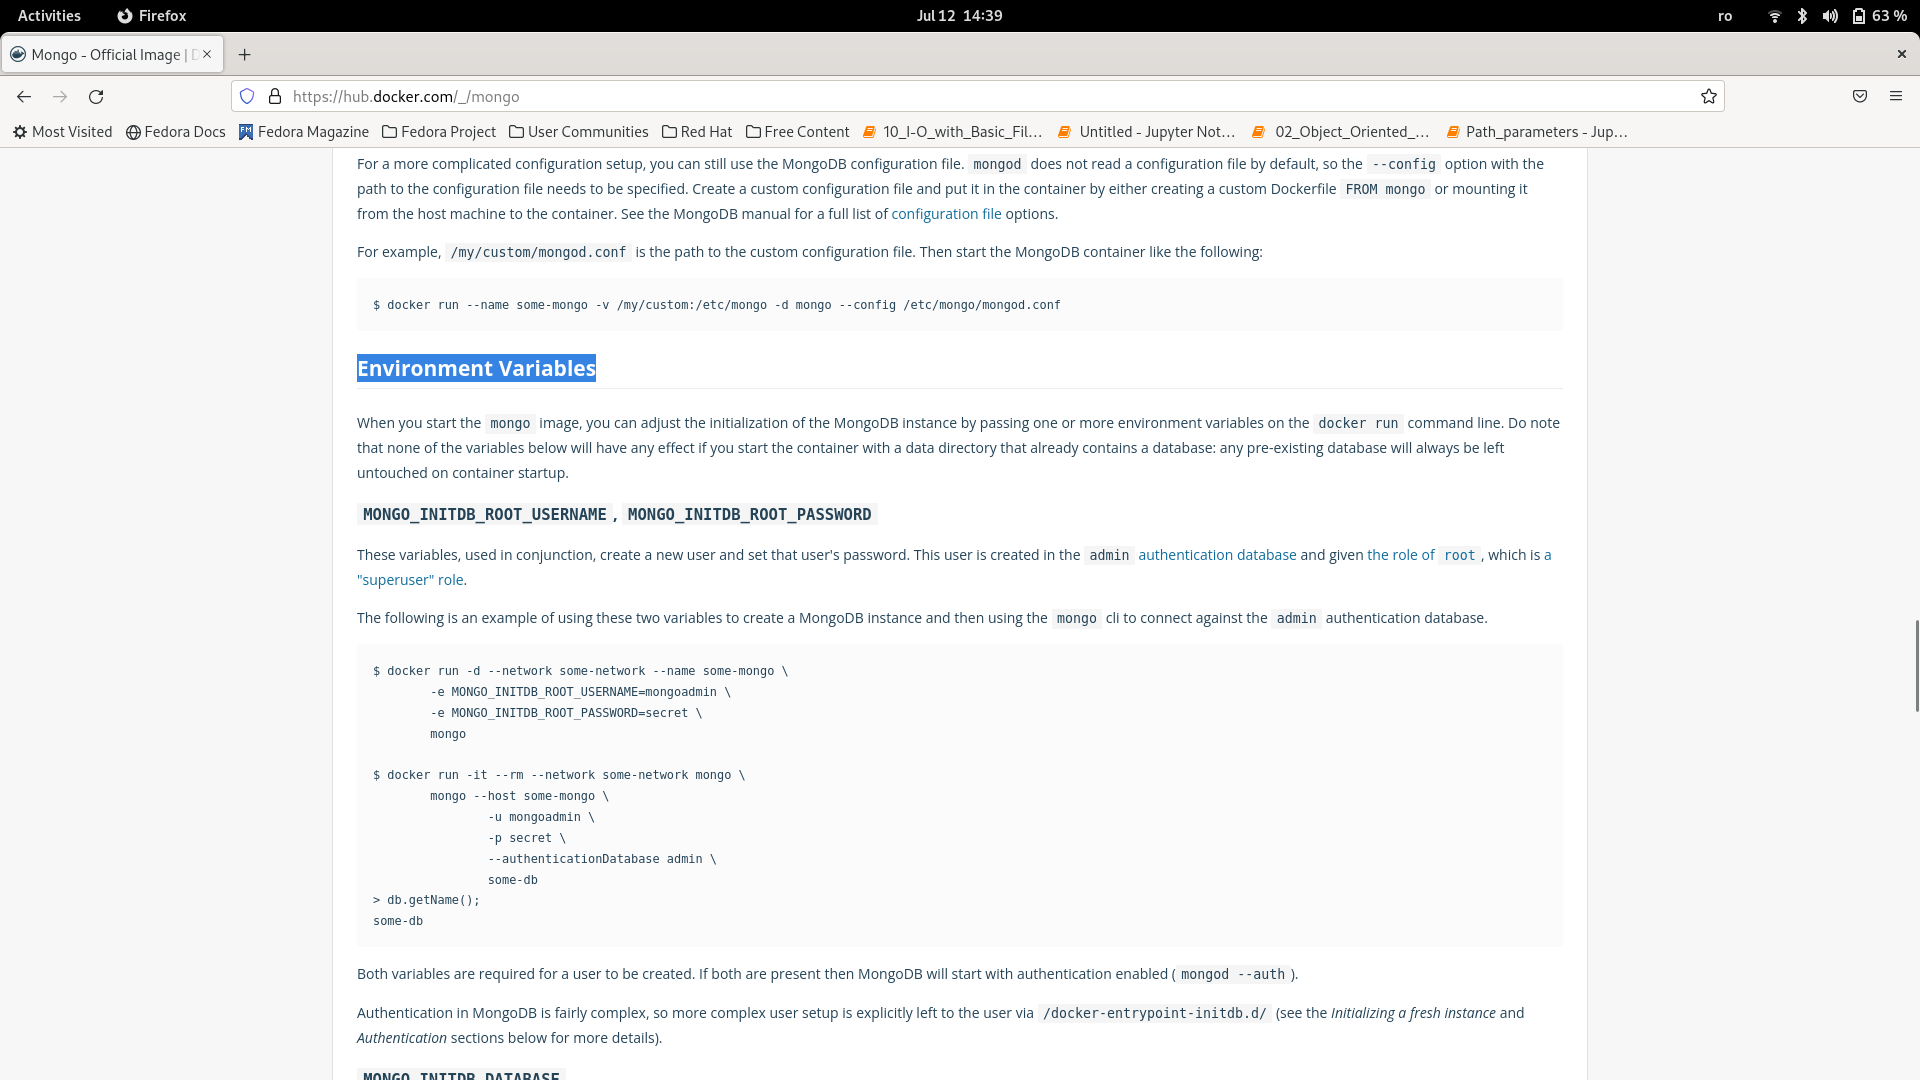 Activities
Firefox
Jul 12 14:39
ro
63 %
Mongo - Official Image | D
https://hub.docker.com/_/mongo
Most Visited
Fedora Docs
Fedora Magazine
Fedora Project
User Communities
Red Hat
Free Content
10_I-O_with_Basic_Fil...
Untitled - Jupyter Not...
02_Object_Oriented_...
Path_parameters - Jup...
For a more complicated configuration setup, you can still use the MongoDB configuration file. mongod does not read a configuration file by default, so the --config option with the
path to the configuration file needs to be specified. Create a custom configuration file and put it in the container by either creating a custom Dockerfile FROM mongo or mounting it
from the host machine to the container. See the MongoDB manual for a full list of configuration file options.
For example, /my/custom/mongod.conf is the path to the custom configuration file. Then start the MongoDB container like the following:
$ docker run --name some-mongo -v /my/custom:/etc/mongo -d mongo --config /etc/mongo/mongod.conf
Environment Variables
When you start the mongo image, you can adjust the initialization of the MongoDB instance by passing one or more environment variables on the docker run command line. Do note
that none of the variables below will have any effect if you start the container with a data directory that already contains a database: any pre-existing database will always be left
untouched on container startup.
MONGO_INITDB_ROOT_USERNAME, MONGO_INITDB_ROOT_PASSWORD
These variables, used in conjunction, create a new user and set that user's password. This user is created in the admin authentication database and given the role of root, which is a
"superuser" role.
The following is an example of using these two variables to create a MongoDB instance and then using the mongo cli to connect against the admin authentication database.
$ docker run -d --network some-network --name some-mongo \
-e MONGO_INITDB_ROOT_USERNAME=mongoadmin \
-e MONGO_INITDB_ROOT_PASSWORD=secret \
mongo
$ docker run -it --rm --network some-network mongo \
mongo --host some-mongo \
-u mongoadmin \
-p secret \
--authenticationDatabase admin \
some-db
> db.getName();
some-db
Both variables are required for a user to be created. If both are present then MongoDB will start with authentication enabled (mongod --auth).
Authentication in MongoDB is fairly complex, so more complex user setup is explicitly left to the user via /docker-entrypoint-initdb.d/ (see the Initializing a fresh instance and
Authentication sections below for more details).
MONGO_INITDB_DATABASE